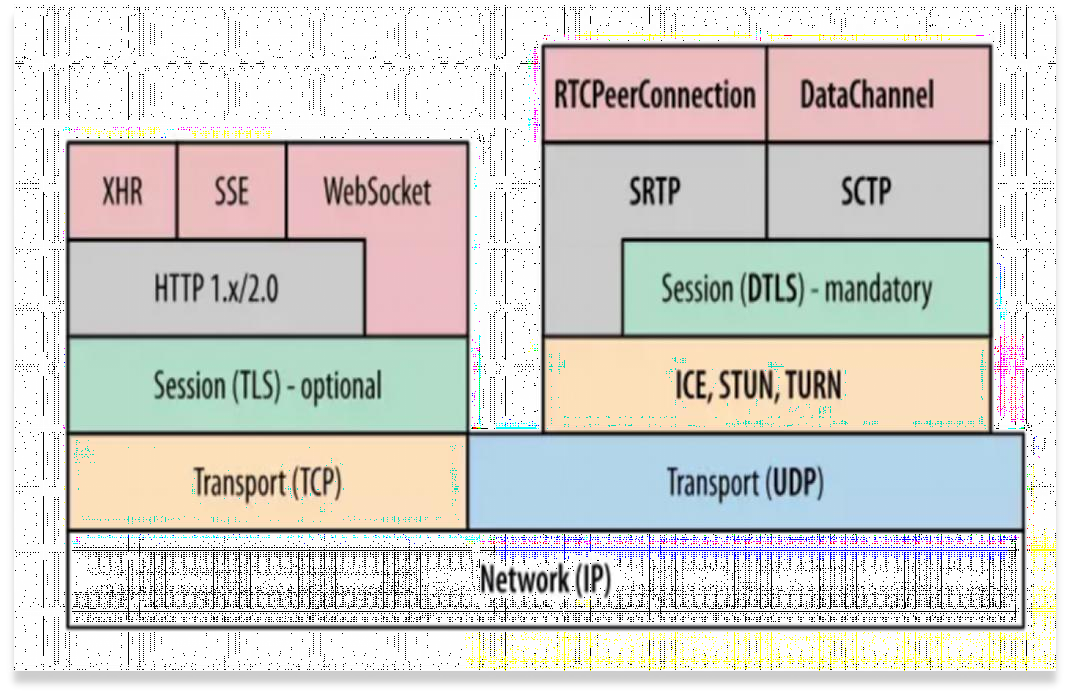 RTCPeerConnection
DataChannel
XHR
SSE
WebSocket
SRTP
SCTP
HTTP 1.x/2.0
Session (DTLS) - mandatory
Session (TLS) - optional
ICE, STUN, TURN
Transport (TCP)
Transport (UDP)
Network (IP)